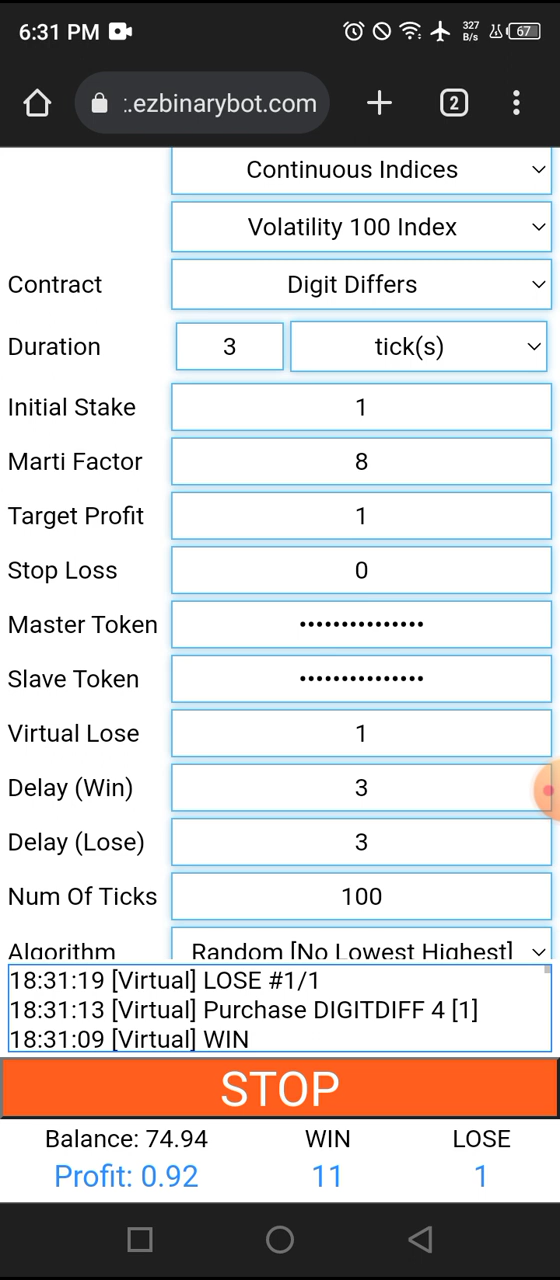 6:31 PM
327 B/s
67
:.ezbinarybot.com
2
Continuous Indices
Volatility 100 Index
Contract Digit Differs
Duration 3 tick(s)
Initial Stake 1
Marti Factor 8
Target Profit 1
Stop Loss 0
Master Token •••••••••••••••
Slave Token •••••••••••••••
Virtual Lose 1
Delay (Win) 3
Delay (Lose) 3
Num Of Ticks 100
Algorithm Random [No Lowest Highest]
18:31:19 [Virtual] LOSE #1/1
18:31:13 [Virtual] Purchase DIGITDIFF 4 [1]
18:31:09 [Virtual] WIN
STOP
Balance: 74.94 WIN LOSE
Profit: 0.92 11 1